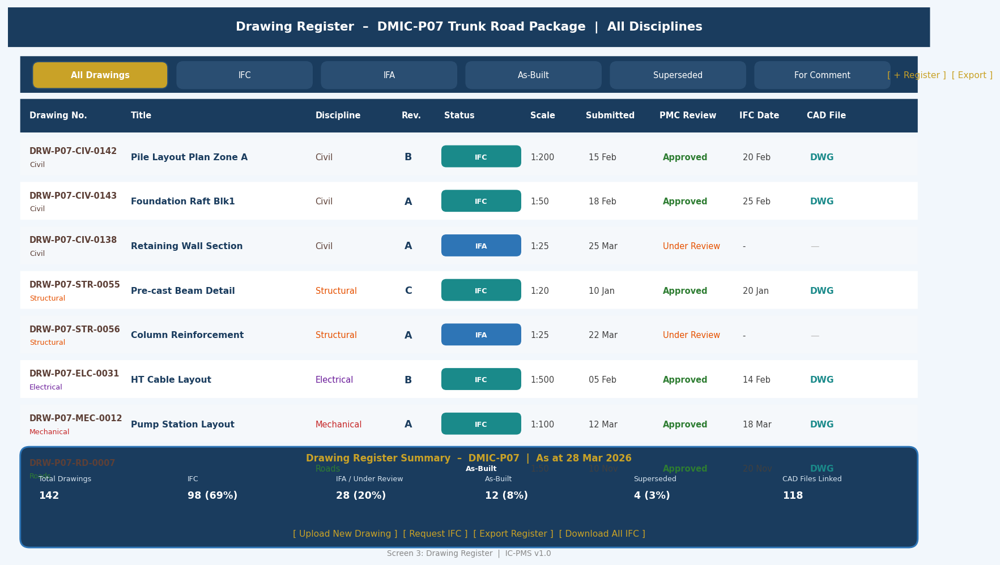 Drawing Register – DMIC-P07 Trunk Road Package | All Disciplines
All Drawings IFC IFA As-Built Superseded For Comment [ + Register ] [ Export ]
Drawing No. Title Discipline Rev. Status Scale Submitted PMC Review IFC Date CAD File
DRW-P07-CIV-0142
Civil
Pile Layout Plan Zone A Civil B IFC 1:200 15 Feb Approved 20 Feb DWG
DRW-P07-CIV-0143
Civil
Foundation Raft Blk1 Civil A IFC 1:50 18 Feb Approved 25 Feb DWG
DRW-P07-CIV-0138
Civil
Retaining Wall Section Civil A IFA 1:25 25 Mar Under Review - —
DRW-P07-STR-0055
Structural
Pre-cast Beam Detail Structural C IFC 1:20 10 Jan Approved 20 Jan DWG
DRW-P07-STR-0056
Structural
Column Reinforcement Structural A IFA 1:25 22 Mar Under Review - —
DRW-P07-ELC-0031
Electrical
HT Cable Layout Electrical B IFC 1:500 05 Feb Approved 14 Feb DWG
DRW-P07-MEC-0012
Mechanical
Pump Station Layout Mechanical A IFC 1:100 12 Mar Approved 18 Mar DWG
Drawing Register Summary – DMIC-P07 | As at 28 Mar 2026
DRW-P07-RD-0007
Roads
Roads As-Built 1:50 10 Nov Approved 20 Nov DWG
Total Drawings IFC IFA / Under Review As-Built Superseded CAD Files Linked
142 98 (69%) 28 (20%) 12 (8%) 4 (3%) 118
[ Upload New Drawing ] [ Request IFC ] [ Export Register ] [ Download All IFC ]
Screen 3: Drawing Register | IC-PMS v1.0